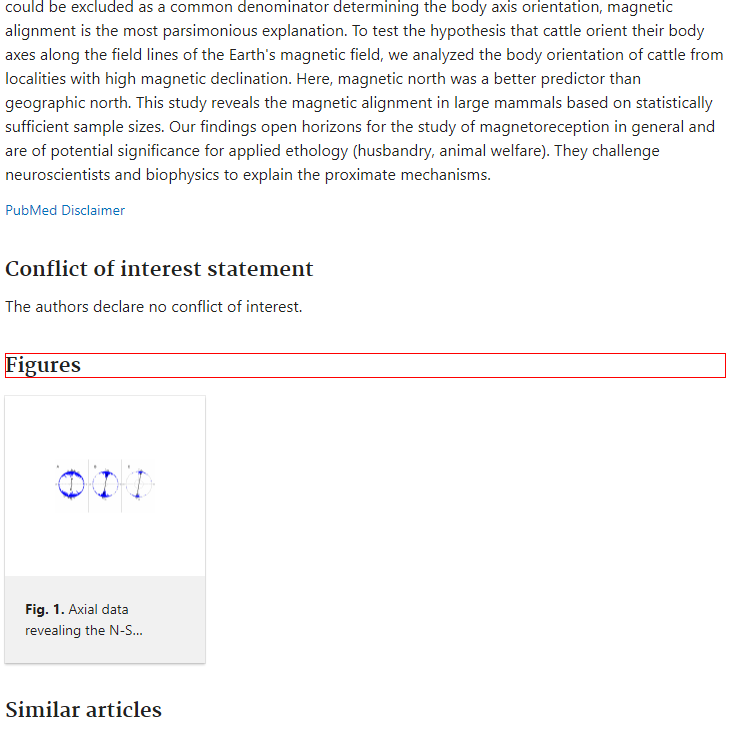 could be excluded as a common denominator determining the body axis orientation, magnetic
alignment is the most parsimonious explanation. To test the hypothesis that cattle orient their body
axes along the field lines of the Earth's magnetic field, we analyzed the body orientation of cattle from
localities with high magnetic declination. Here, magnetic north was a better predictor than
geographic north. This study reveals the magnetic alignment in large mammals based on statistically
sufficient sample sizes. Our findings open horizons for the study of magnetoreception in general and
are of potential significance for applied ethology (husbandry, animal welfare). They challenge
neuroscientists and biophysics to explain the proximate mechanisms.
PubMed Disclaimer
Conflict of interest statement
The authors declare no conflict of interest.
Figures
Fig. 1. Axial data
revealing the N-S...
Similar articles